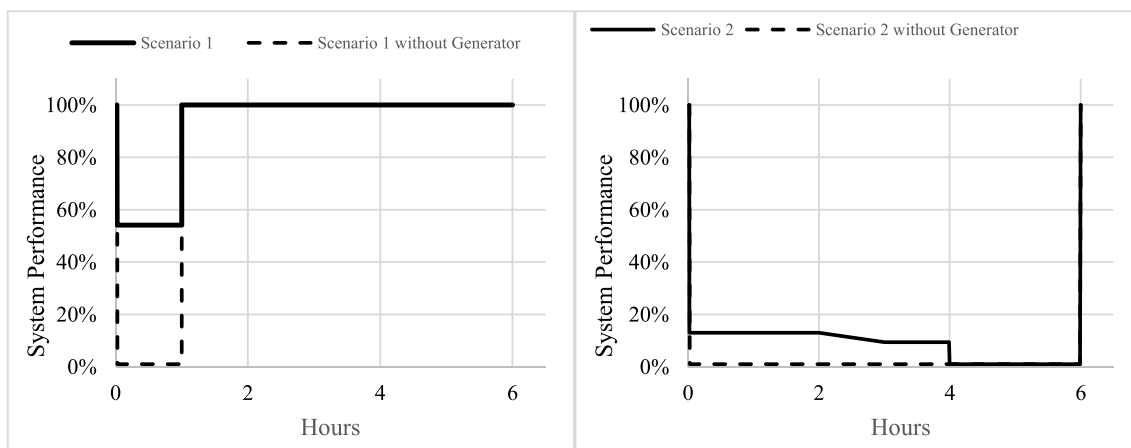 Scenario 1
Scenario 1 without Generator
System Performance
100%
80%
60%
40%
20%
0%
0
2
4
6
Hours
Scenario 2
Scenario 2 without Generator
System Performance
100%
80%
60%
40%
20%
0%
0
2
4
6
Hours